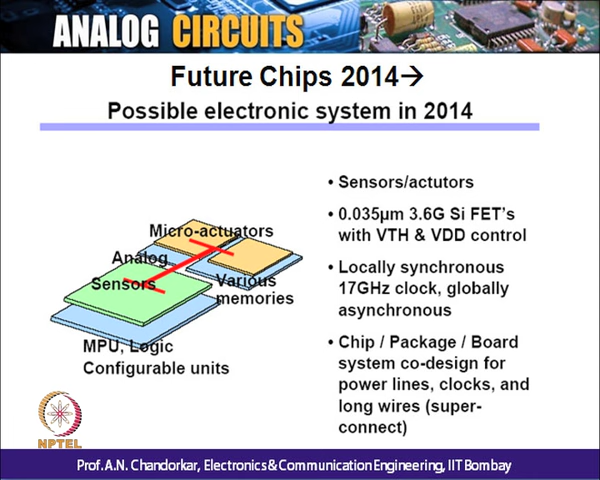 ANALOG CIRCUITS
Future Chips 2014→
Possible electronic system in 2014
Micro-actuators
Analog
Sensors
Various
memories
MPU, Logic
Configurable units
• Sensors/actutors
• 0.035µm 3.6G Si FET's
with VTH & VDD control
• Locally synchronous
17GHz clock, globally
asynchronous
• Chip / Package / Board
system co-design for
power lines, clocks, and
long wires (super-
connect)
NPTEL
Prof. A.N. Chandorkar, Electronics & Communication Engineering, IIT Bombay